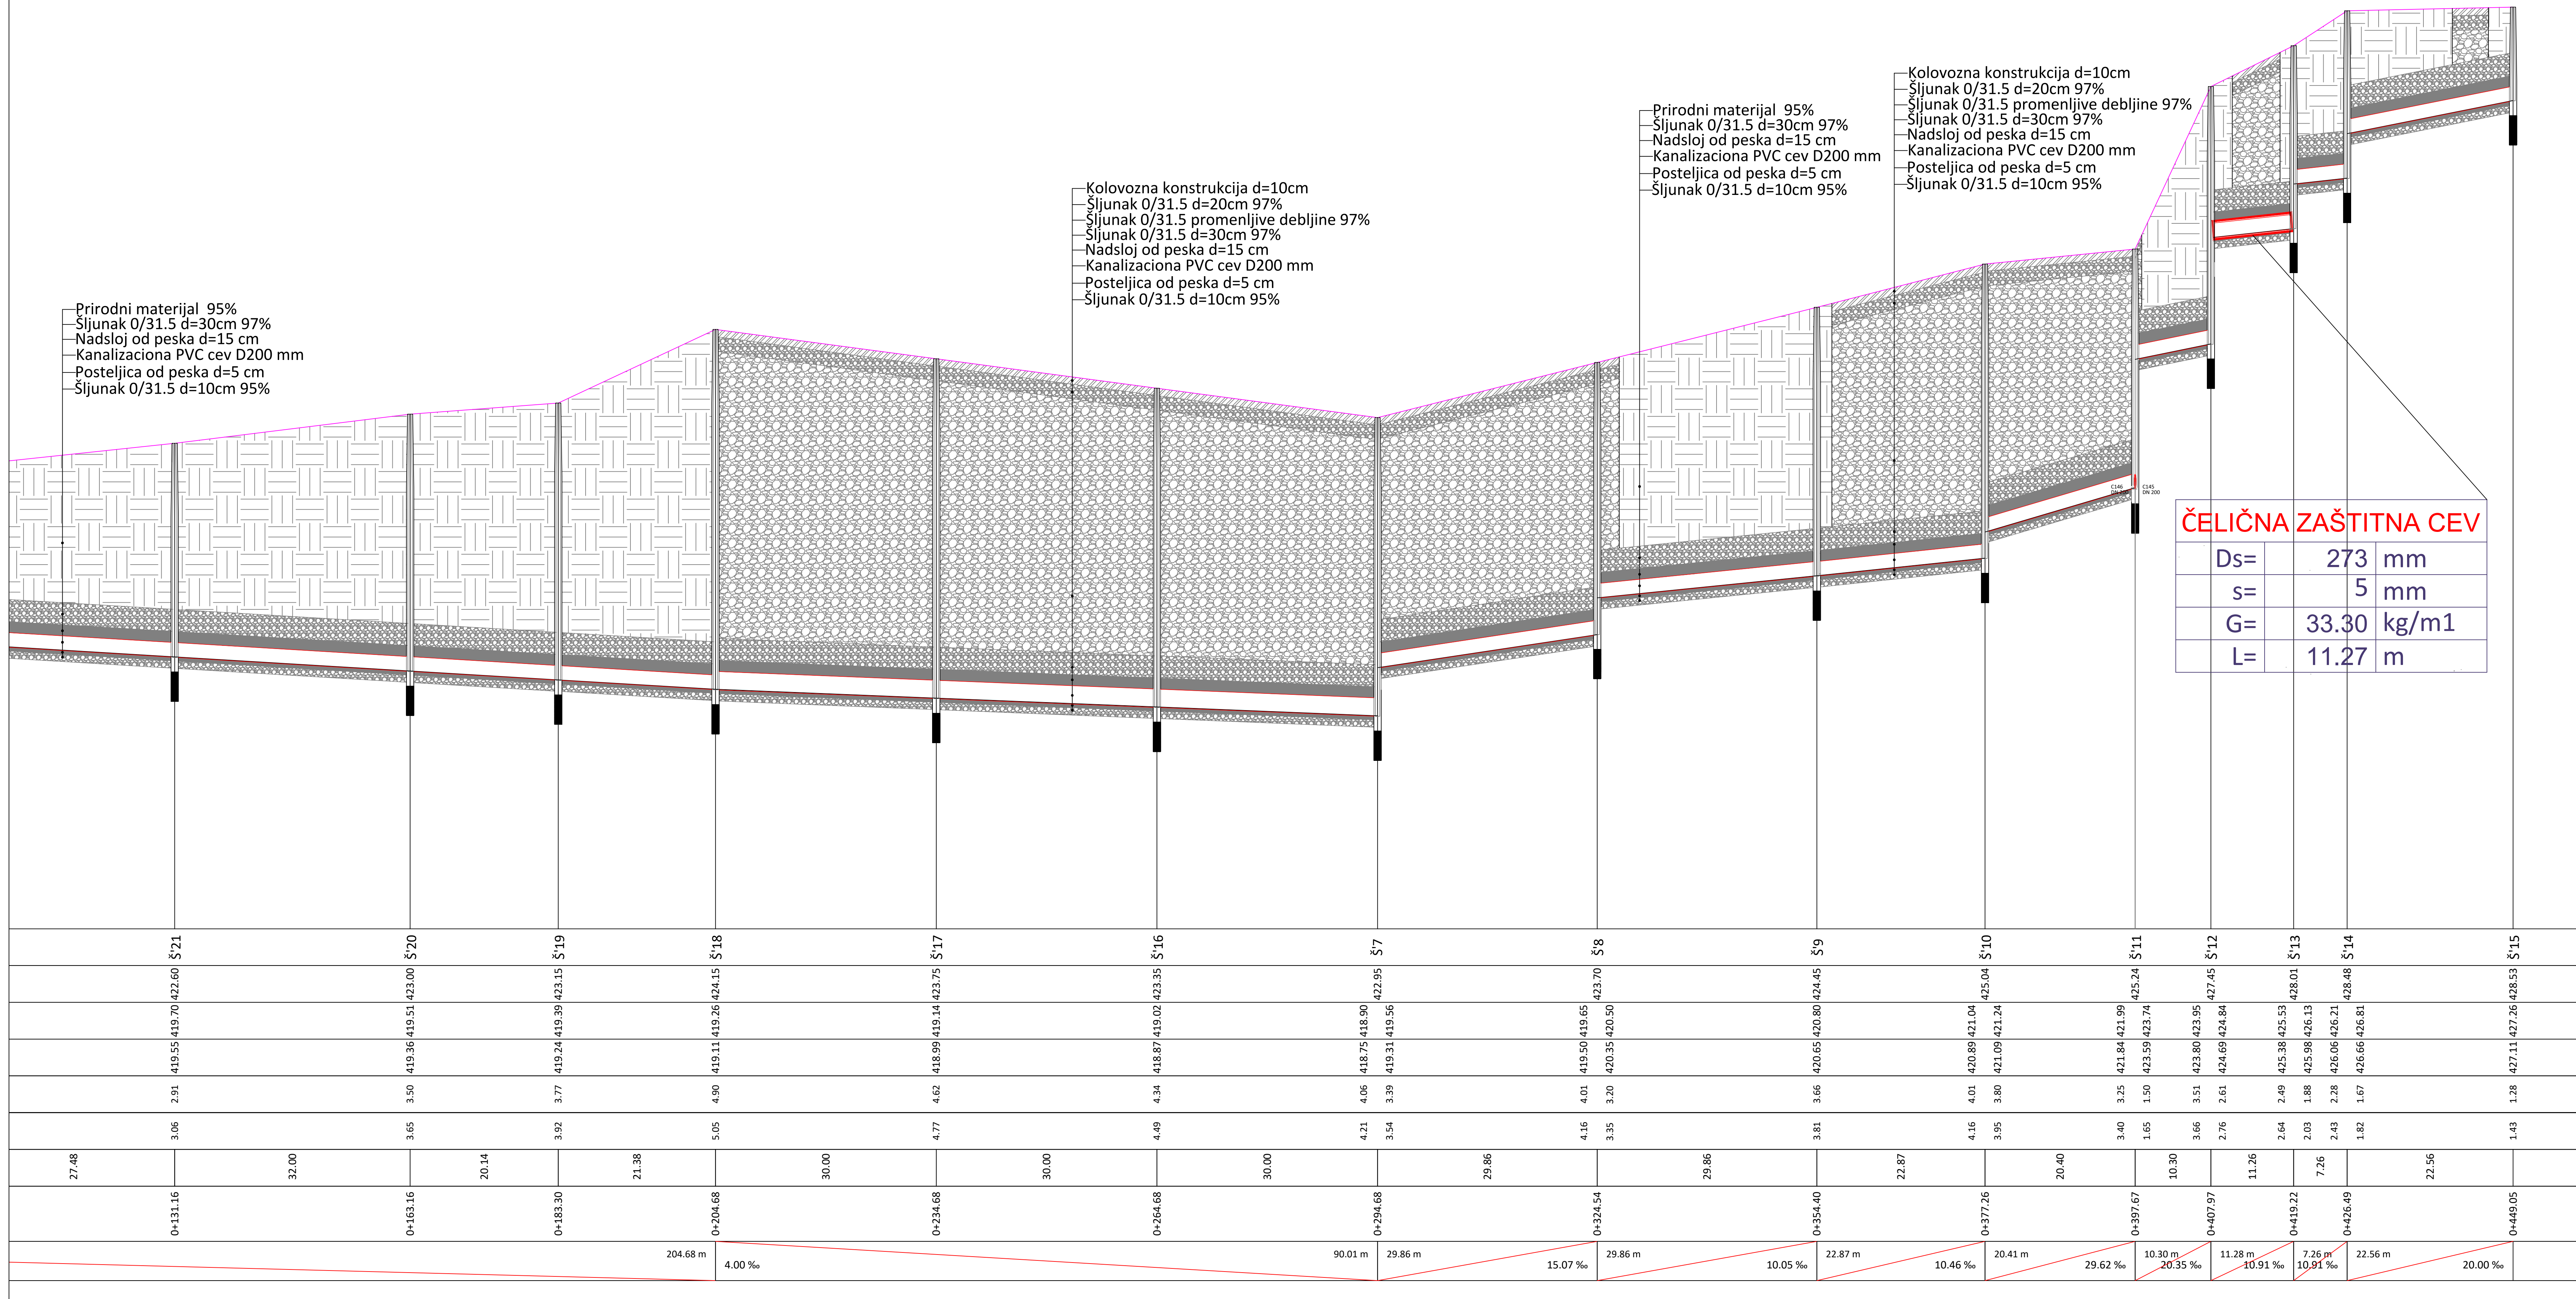 Kolovozna konstrukcija d=10cm
Šljunak 0/31.5 d=20cm 97%
Šljunak 0/31.5 promenljive debljine 97%
Šljunak 0/31.5 d=30cm 97%
Nadsloj od peska d=15 cm
Kanalizaciona PVC cev D200 mm
Posteljica od peska d=5 cm
Šljunak 0/31.5 d=10cm 95%
Prirodni materijal 95%
Šljunak 0/31.5 d=30cm 97%
Nadsloj od peska d=15 cm
Kanalizaciona PVC cev D200 mm
Posteljica od peska d=5 cm
Šljunak 0/31.5 d=10cm 95%
Kolovozna konstrukcija d=10cm
Šljunak 0/31.5 d=20cm 97%
Šljunak 0/31.5 promenljive debljine 97%
Šljunak 0/31.5 d=30cm 97%
Nadsloj od peska d=15 cm
Kanalizaciona PVC cev D200 mm
Posteljica od peska d=5 cm
Šljunak 0/31.5 d=10cm 95%
Prirodni materijal 95%
Šljunak 0/31.5 d=30cm 97%
Nadsloj od peska d=15 cm
Kanalizaciona PVC cev D200 mm
Posteljica od peska d=5 cm
Šljunak 0/31.5 d=10cm 95%
C146 C145
DN 200 DN 200
ČELIČNA ZAŠTITNA CEV
Ds= 273 mm
s= 5 mm
G= 33.30 kg/m1
L= 11.27 m
Š'21 Š'20 Š'19 Š'18 Š'17 Š'16 Š'7 Š'8 Š'9 Š'10 Š'11 Š'12 Š'13 Š'14 Š'15
422.60 423.00 423.15 424.15 423.75 423.35 422.95 423.70 424.45 425.04 425.24 427.45 428.01 428.48 428.53
419.70 419.51 419.39 419.26 419.14 419.02 418.90 419.56 419.65 420.50 420.80 421.04 421.24 421.99 423.74 423.95 424.84 425.53 426.13 426.21 426.81 427.26
419.55 419.36 419.24 419.11 418.99 418.87 418.75 419.31 419.50 420.35 420.65 420.89 421.09 421.84 423.59 423.80 424.69 425.38 425.98 426.06 426.66 427.11
2.91 3.50 3.77 4.90 4.62 4.34 4.06 3.39 4.01 3.20 3.66 4.01 3.80 3.25 1.50 3.51 2.61 2.49 1.88 2.28 1.67 1.28
3.06 3.65 3.92 5.05 4.77 4.49 4.21 3.54 4.16 3.35 3.81 4.16 3.95 3.40 1.65 3.66 2.76 2.64 2.03 2.43 1.82 1.43
27.48 32.00 20.14 21.38 30.00 30.00 30.00 29.86 29.86 22.87 20.40 10.30 11.26 7.26 22.56
0+131.16 0+163.16 0+183.30 0+204.68 0+234.68 0+264.68 0+294.68 0+324.54 0+354.40 0+377.26 0+397.67 0+407.97 0+419.22 0+426.49 0+449.05
204.68 m 90.01 m 29.86 m 29.86 m 22.87 m 20.41 m 10.30 m 11.28 m 7.26 m 22.56 m
4.00 ‰ 15.07 ‰ 10.05 ‰ 10.46 ‰ 29.62 ‰ 20.35 ‰ 10.91 ‰ 10.91 ‰ 20.00 ‰